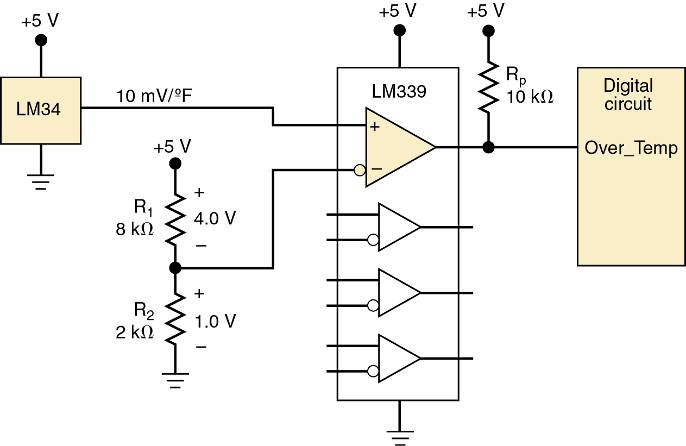 +5 V
+5 V
+5 V
LM34
10 mV/ºF
LM339
Rp
10 kΩ
Digital
circuit
Over_Temp
+
−
+5 V
R1
8 kΩ
+
4.0 V
−
R2
2 kΩ
+
1.0 V
−